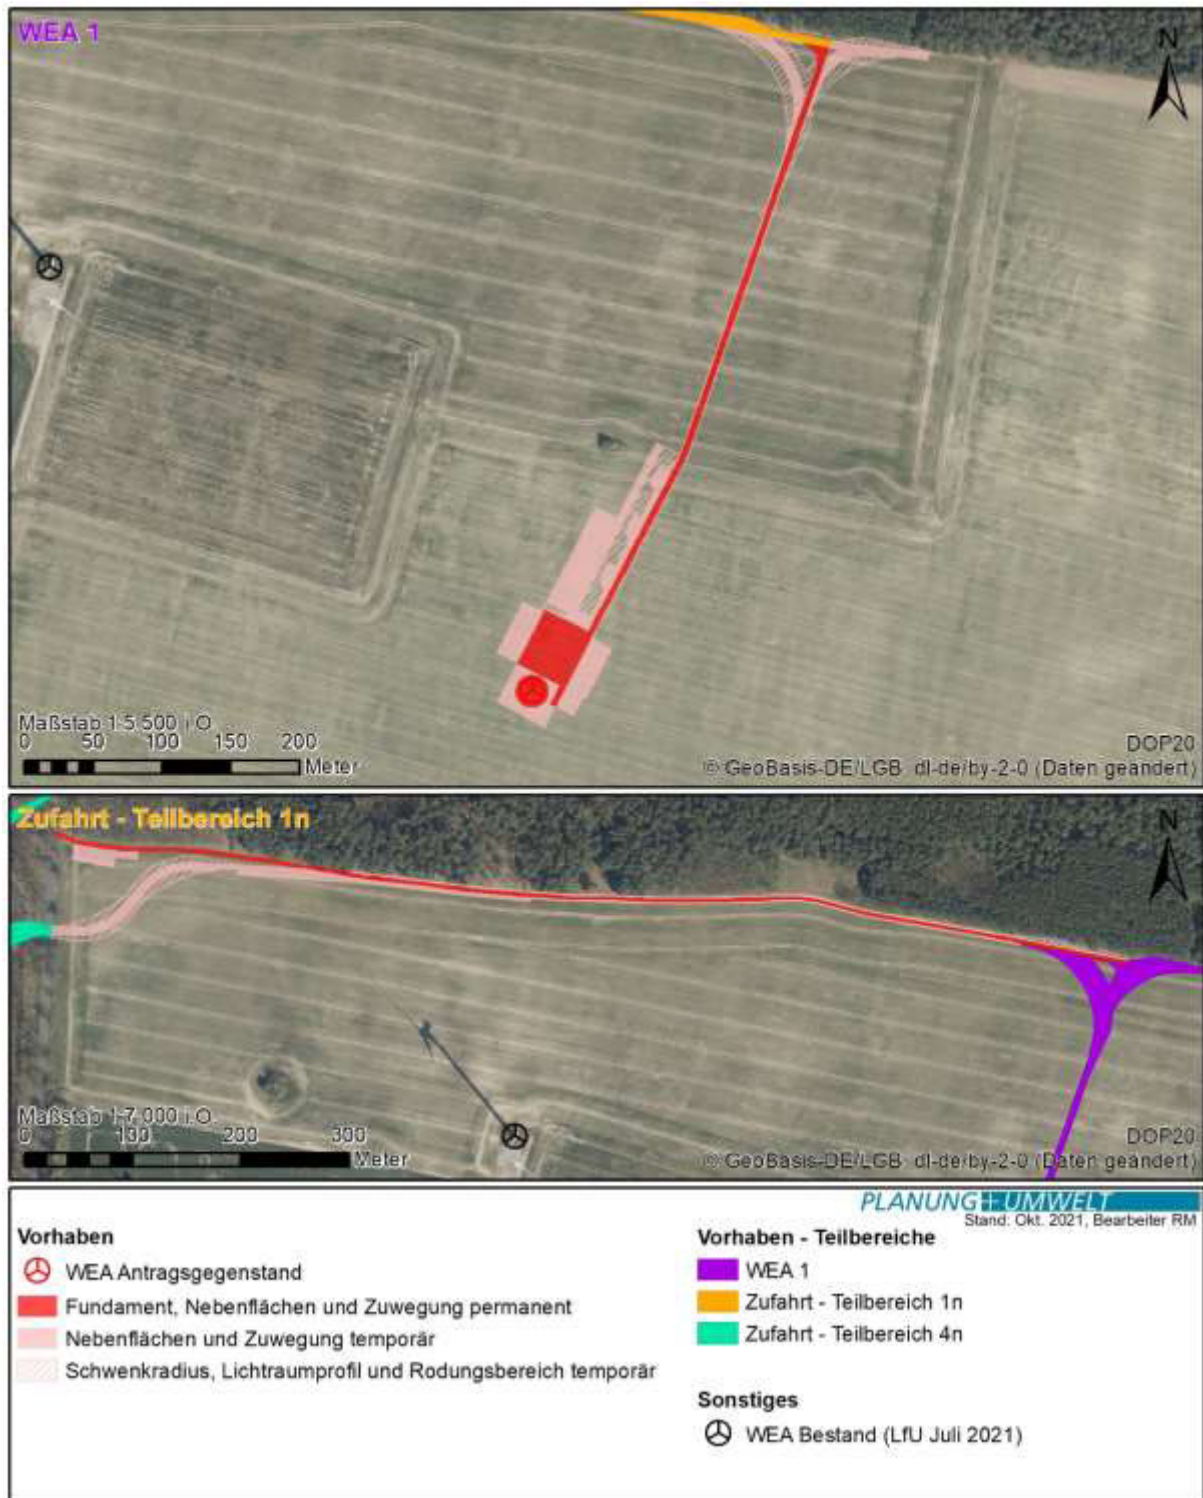 WEA 1
N
Maßstab 1:5.500 i.O.
0 50 100 150 200
Meter
DOP20
© GeoBasis-DE/LGB dl-de/by-2-0 (Daten geändert)
Zufahrt - Teilbereich 1n
N
Maßstab 1:7.000 i.O.
0 100 200 300
Meter
DOP20
© GeoBasis-DE/LGB dl-de/by-2-0 (Daten geändert)
PLANUNG+UMWELT
Stand: Okt. 2021, Bearbeiter RM
Vorhaben
WEA Antragsgegenstand
Fundament, Nebenflächen und Zuwegung permanent
Nebenflächen und Zuwegung temporär
Schwenkradius, Lichtraumprofil und Rodungsbereich temporär
Vorhaben - Teilbereiche
WEA 1
Zufahrt - Teilbereich 1n
Zufahrt - Teilbereich 4n
Sonstiges
WEA Bestand (LfU Juli 2021)